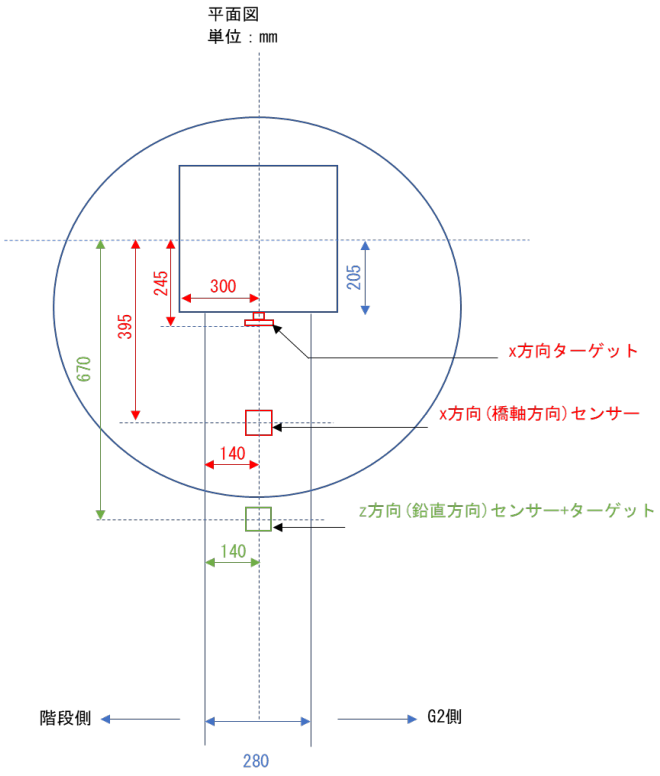 平面図
単位：mm
300
245
205
395
670
x方向ターゲット
x方向(橋軸方向)センサー
140
z方向(鉛直方向)センサー+ターゲット
140
階段側
G2側
280